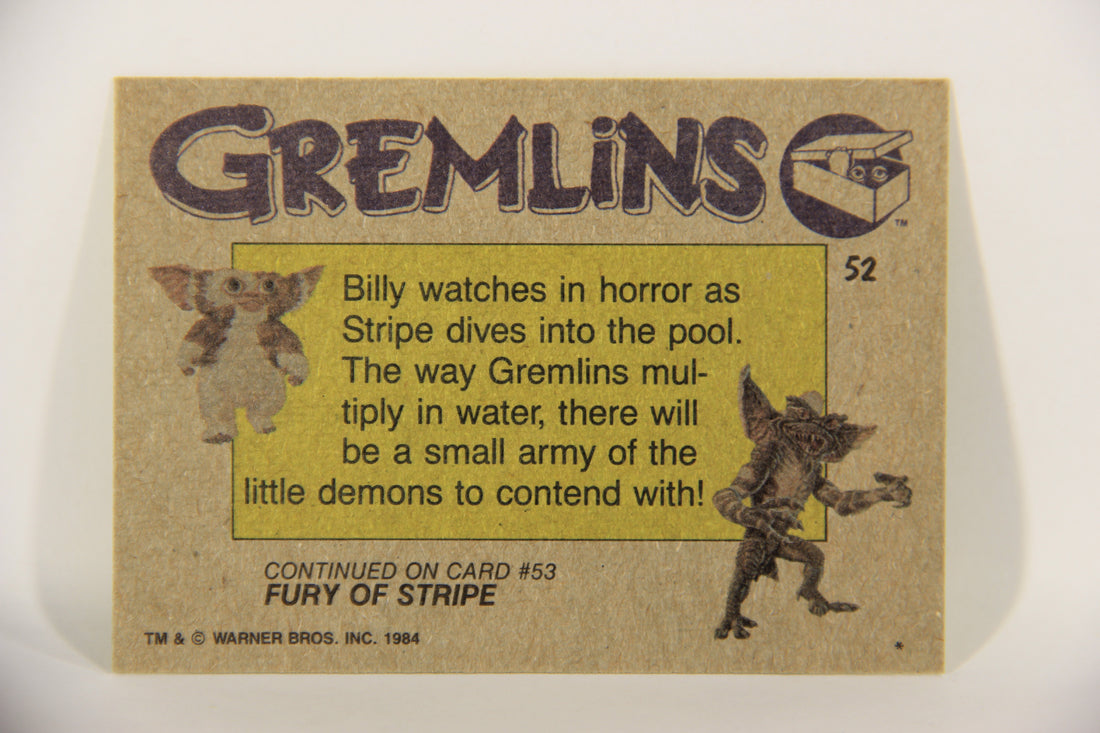 GREMLiNS
TM
52
Billy watches in horror as
Stripe dives into the pool.
The way Gremlins mul-
tiply in water, there will
be a small army of the
little demons to contend with!
CONTINUED ON CARD #53
FURY OF STRIPE
TM & © WARNER BROS. INC. 1984
*